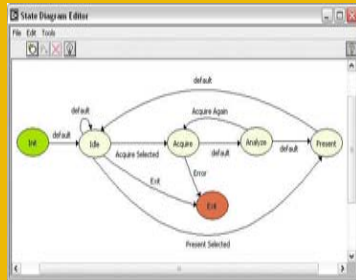 State Diagram Editor
File Edit Tools
default
default
Acquire Again
default
Init
Idle
Acquire Selected
Acquire
default
Analyze
default
Present
Exit
Error
Exit
Present Selected